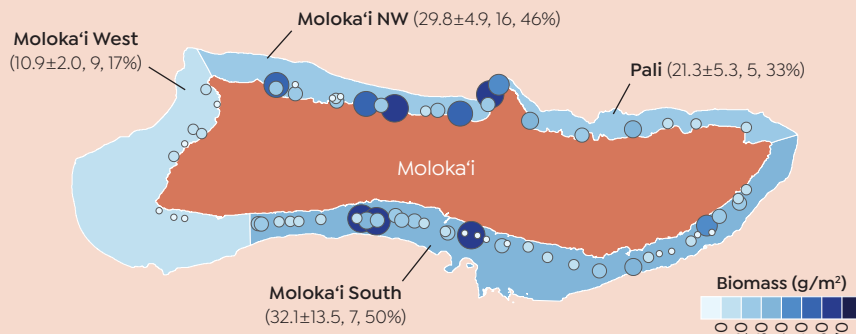 Moloka‘i NW (29.8±4.9, 16, 46%)
Moloka‘i West
(10.9±2.0, 9, 17%)
Pali (21.3±5.3, 5, 33%)
Moloka‘i
Moloka‘i South
(32.1±13.5, 7, 50%)
Biomass (g/m²)